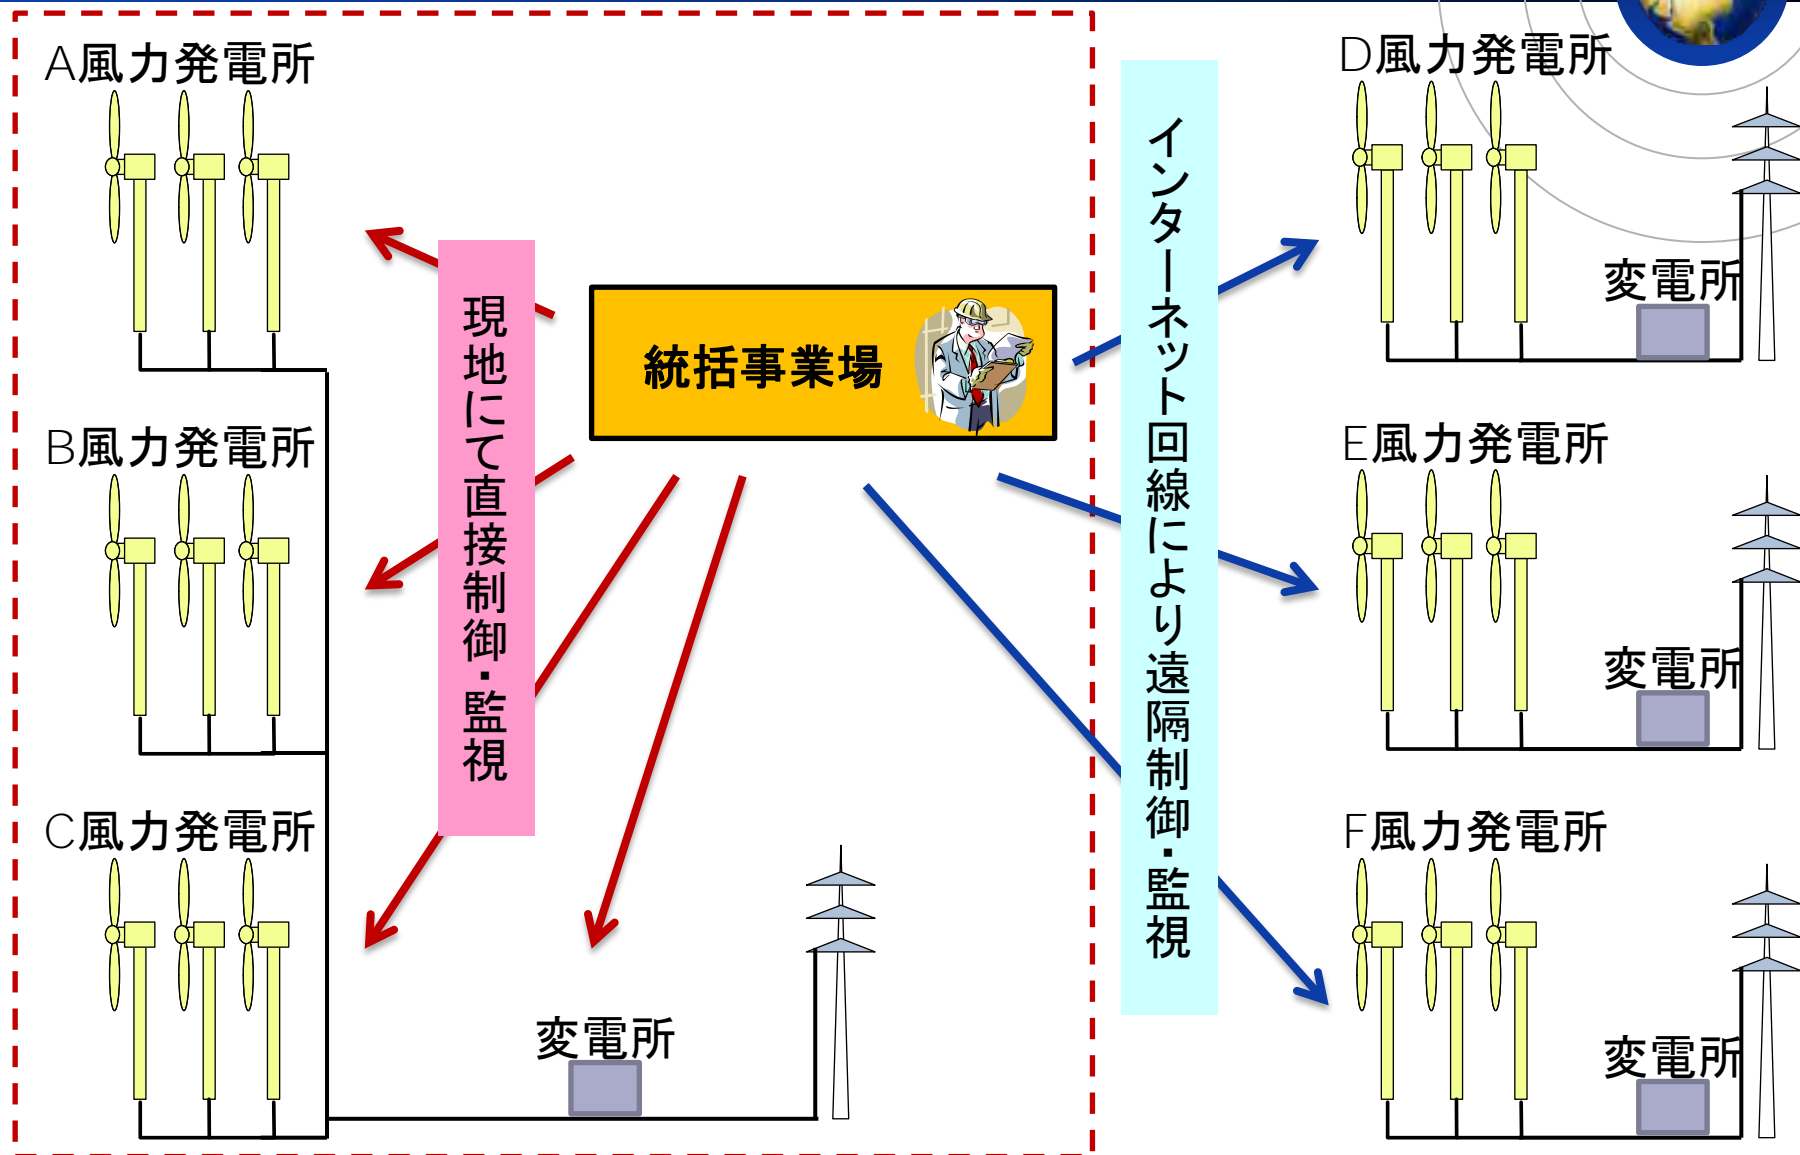 A風力発電所
B風力発電所
C風力発電所
現地にて直接制御・監視
統括事業場
変電所
インターネット回線により遠隔制御・監視
D風力発電所
変電所
E風力発電所
変電所
F風力発電所
変電所